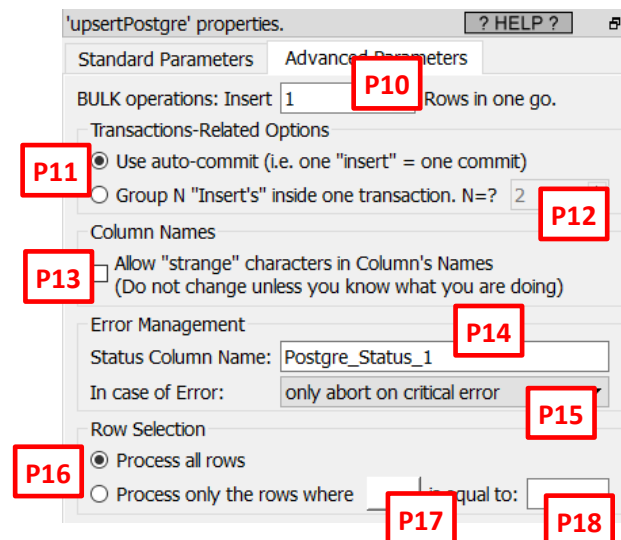 'upsertPostgre' properties. ? HELP ?
Standard Parameters Advanced Parameters
P10
BULK operations: Insert 1 Rows in one go.
Transactions-Related Options
P11
Use auto-commit (i.e. one "insert" = one commit)
Group N "Insert's" inside one transaction. N=? 2
P12
Column Names
P13
Allow "strange" characters in Column's Names
(Do not change unless you know what you are doing)
Error Management
P14
Status Column Name: Postgre_Status_1
In case of Error: only abort on critical error
P15
Row Selection
P16
Process all rows
Process only the rows where is equal to:
P17
P18